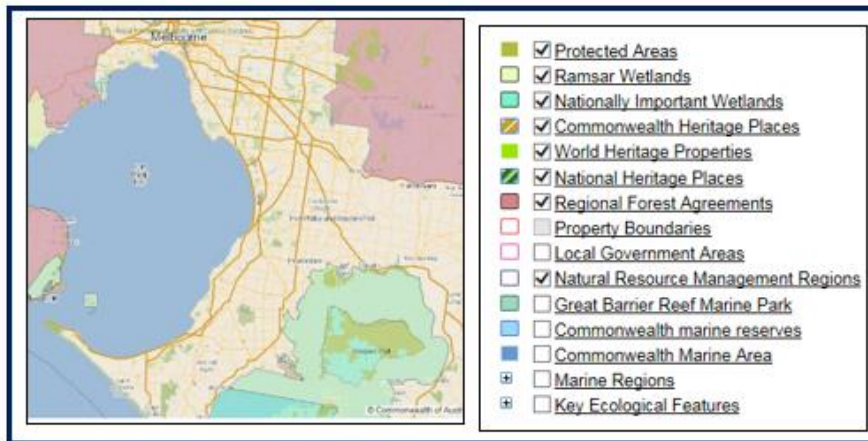 Melbourne
© Commonwealth of Aust
Protected Areas
Ramsar Wetlands
Nationally Important Wetlands
Commonwealth Heritage Places
World Heritage Properties
National Heritage Places
Regional Forest Agreements
Property Boundaries
Local Government Areas
Natural Resource Management Regions
Great Barrier Reef Marine Park
Commonwealth marine reserves
Commonwealth Marine Area
Marine Regions
Key Ecological Features